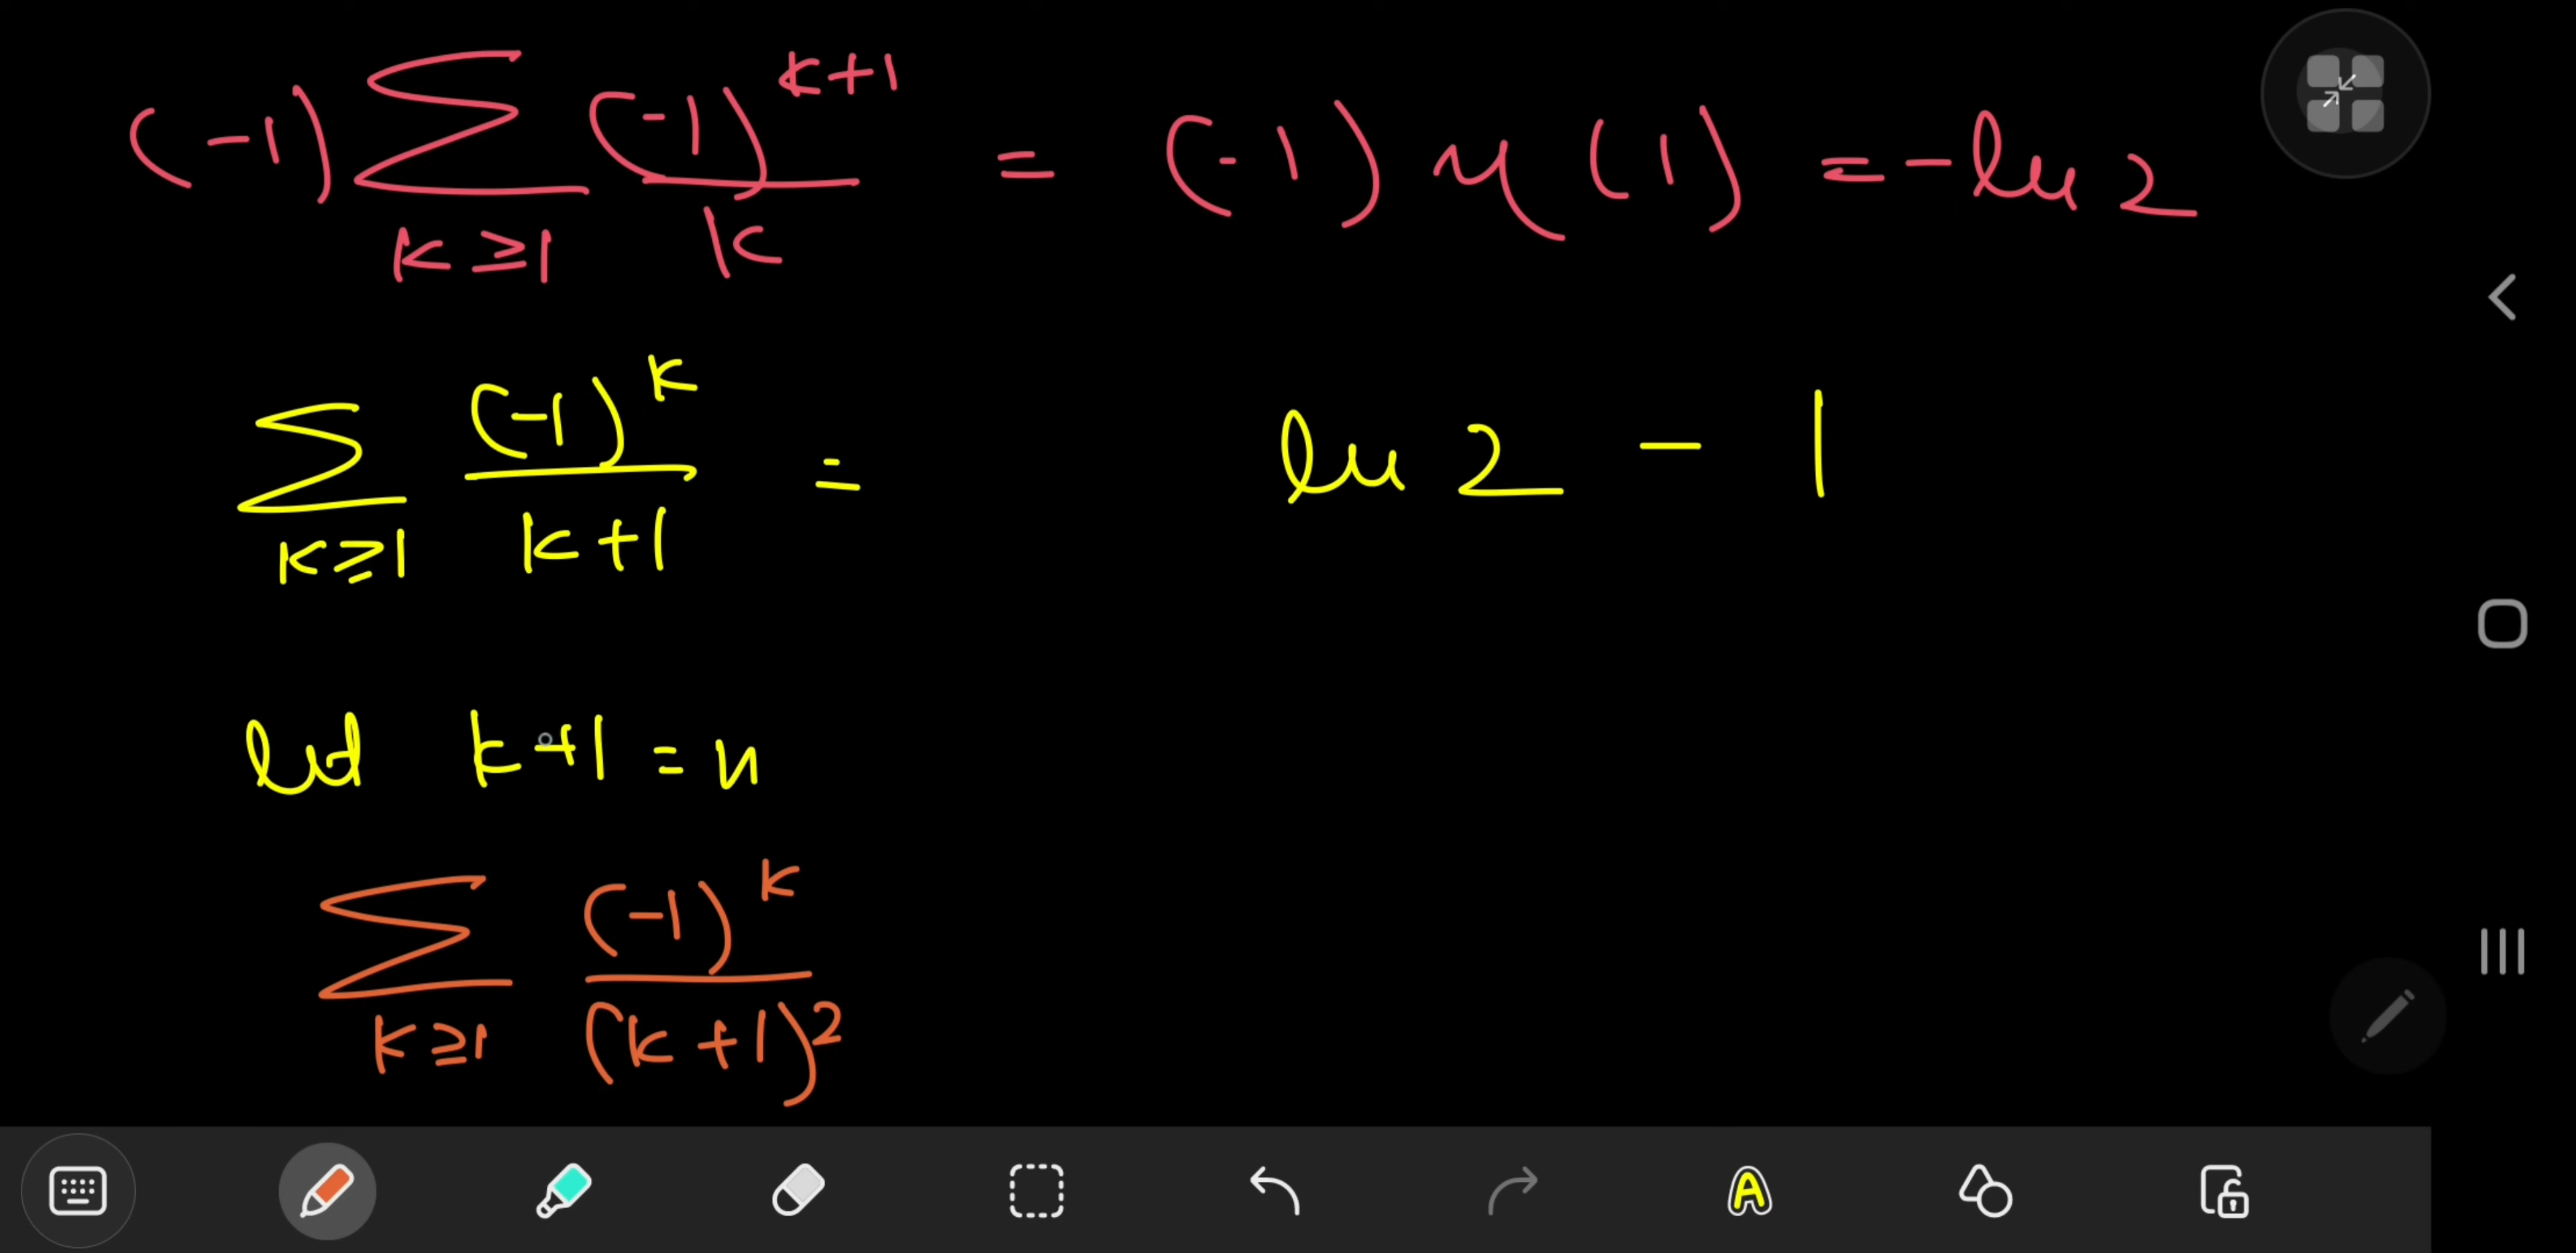 (-1) ∑_{k≥1} (-1)^{k+1} / k = (-1) η(1) = - ln 2
∑_{k≥1} (-1)^k / (k+1) = ln 2 - 1
let k+1 = n
∑_{k≥1} (-1)^k / (k+1)^2
A